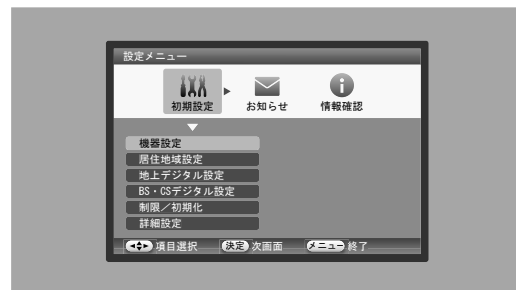 設定メニュー
初期設定 お知らせ 情報確認
機器設定
居住地域設定
地上デジタル設定
BS・CSデジタル設定
制限／初期化
詳細設定
項目選択 決定 次画面 メニュー 終了